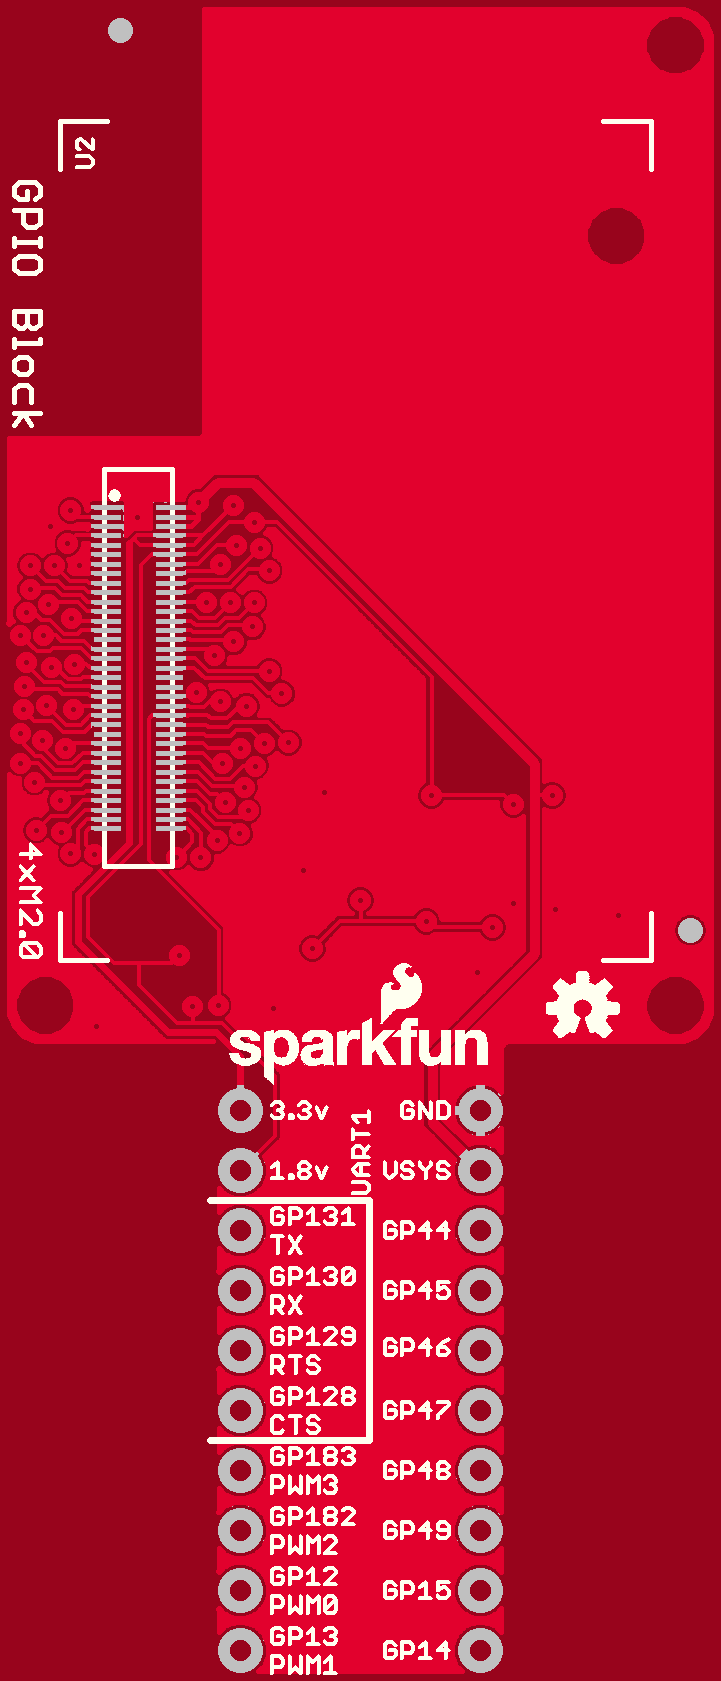 U2
GPIO Block
4xM2.0
sparkfun
3.3v
GND
1.8v
VSYS
UART1
GP131
TX
GP44
GP130
RX
GP45
GP129
RTS
GP46
GP128
CTS
GP47
GP183
PWM3
GP48
GP182
PWM2
GP49
GP12
PWM0
GP15
GP13
PWM1
GP14